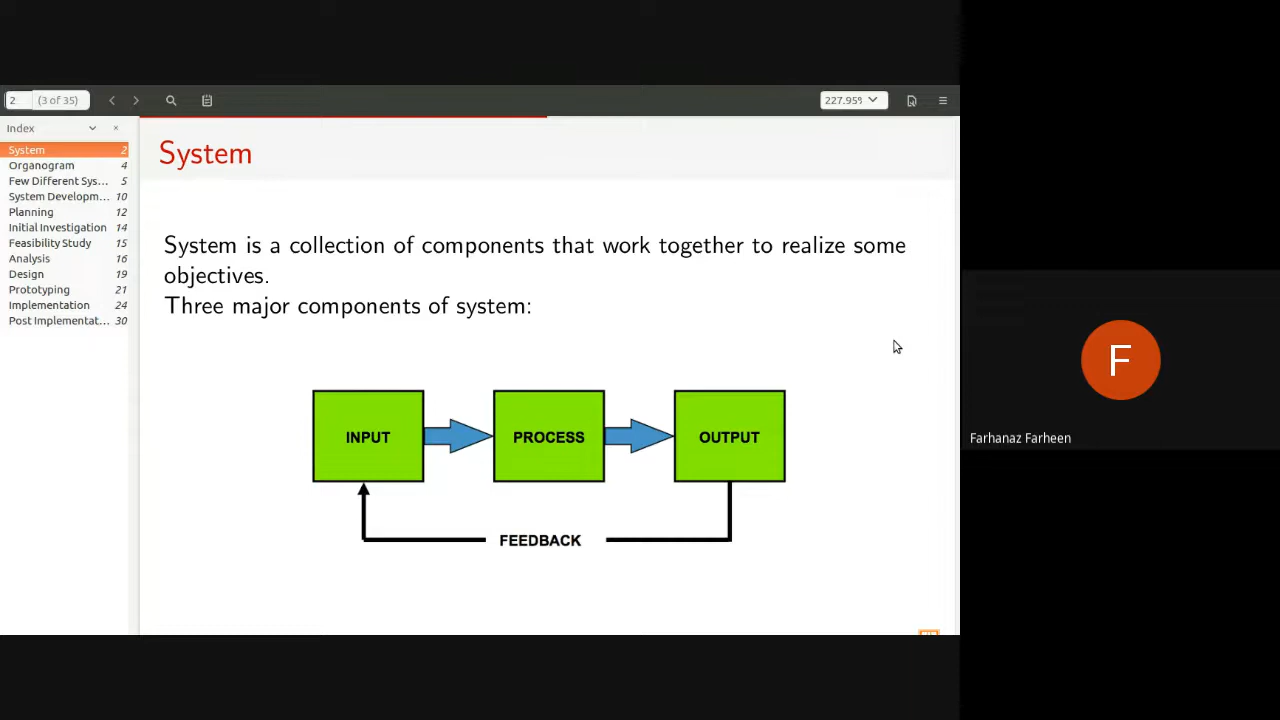 2 (3 of 35) 227.95%
Index
System 2
Organogram 4
Few Different Sys... 5
System Developm... 10
Planning 12
Initial Investigation 14
Feasibility Study 15
Analysis 16
Design 19
Prototyping 21
Implementation 24
Post Implementat... 30
System
System is a collection of components that work together to realize some
objectives.
Three major components of system:
INPUT PROCESS OUTPUT
FEEDBACK
F
Farhanaz Farheen